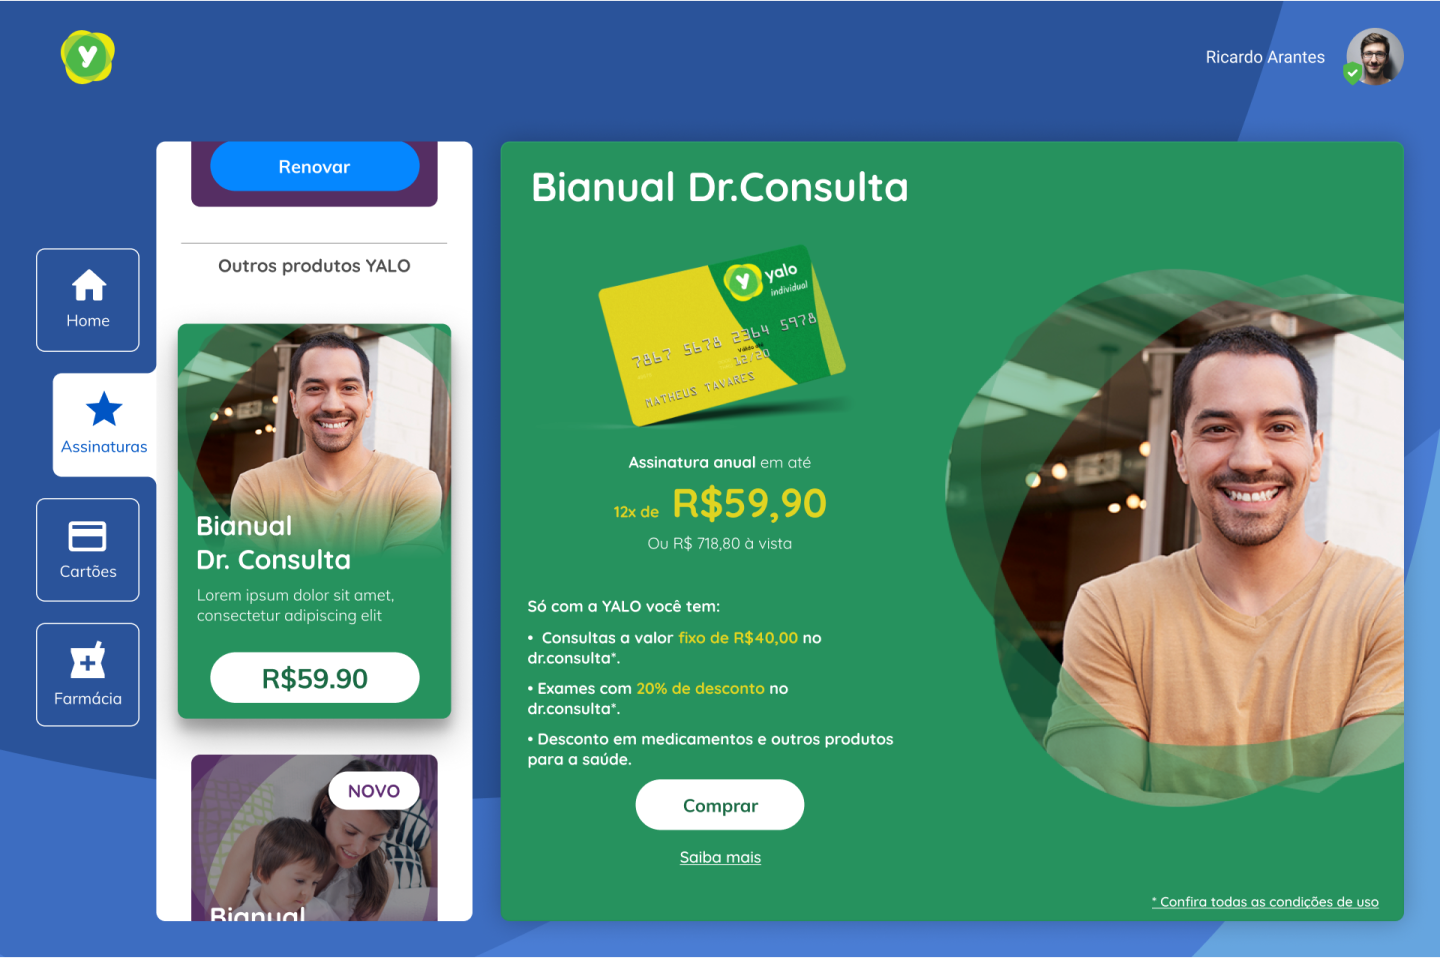 y
Ricardo Arantes
Renovar
Outros produtos YALO
Home
Assinaturas
Cartões
Farmácia
Bianual
Dr. Consulta
Lorem ipsum dolor sit amet,
consectetur adipiscing elit
R$59.90
NOVO
Bianual
Bianual Dr.Consulta
y yalo
individual
7867 5678 2364 5978
Válido até
12/20
MATHEUS TAVARES
Assinatura anual em até
12x de R$59,90
Ou R$ 718,80 à vista
Só com a YALO você tem:
• Consultas a valor fixo de R$40,00 no
dr.consulta*.
• Exames com 20% de desconto no
dr.consulta*.
• Desconto em medicamentos e outros produtos
para a saúde.
Comprar
Saiba mais
* Confira todas as condições de uso